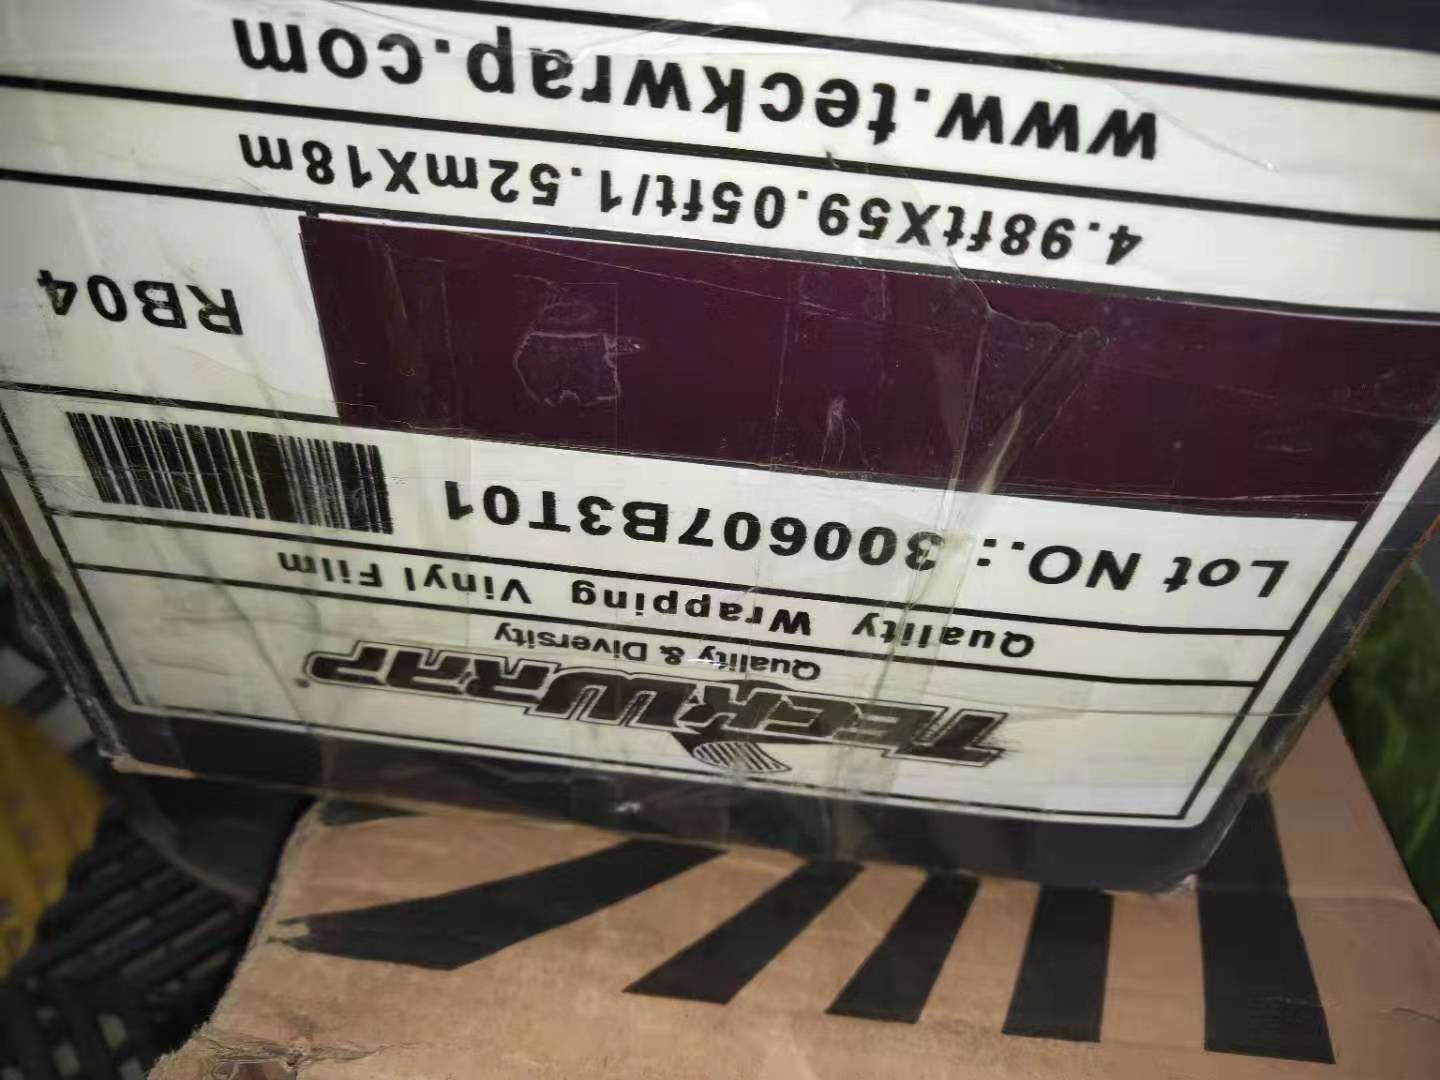 TECKWRAP®
Quality & Diversity
Quality Wrapping Vinyl Film
Lot NO.: 300607B3T01
RB04
4.98ftX59.05ft/1.52mX18m
www.teckwrap.com